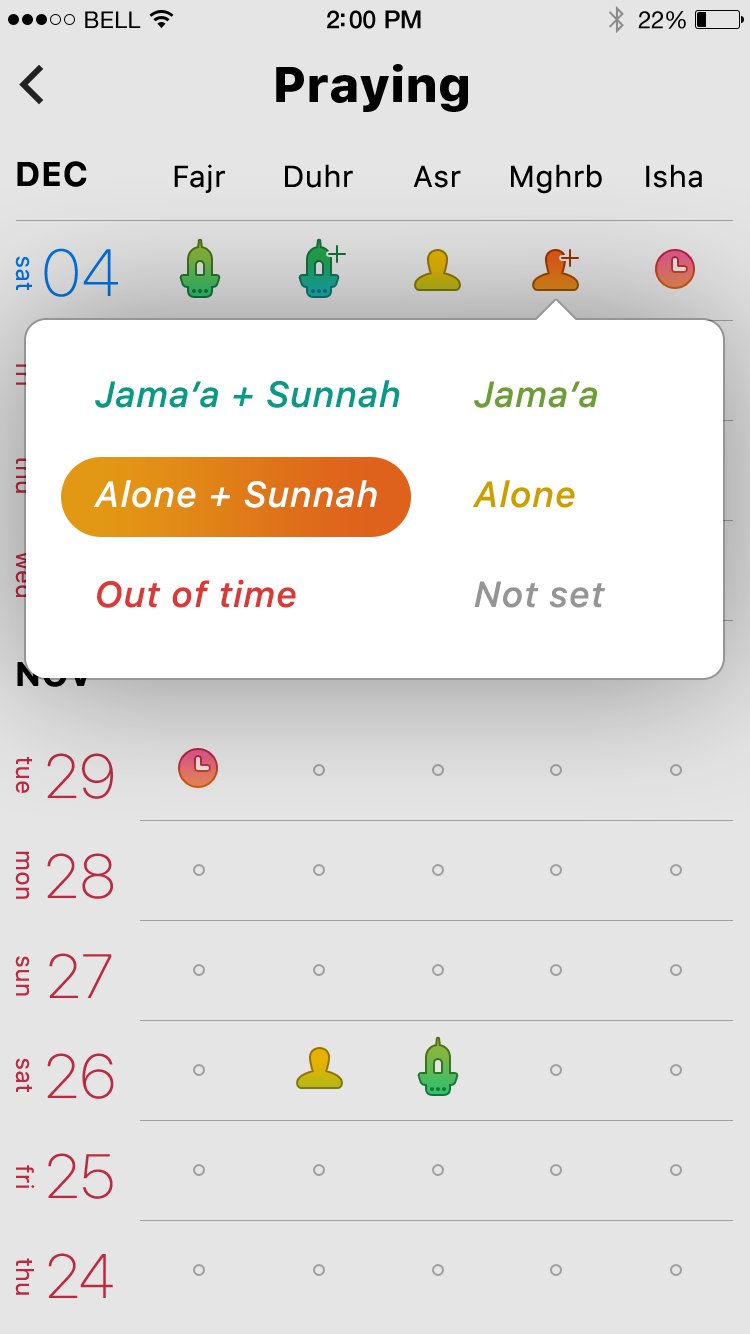 BELL 2:00 PM 22%
Praying
DEC Fajr Duhr Asr Mghrb Isha
sat 04
Jama’a + Sunnah Jama’a
Alone + Sunnah Alone
Out of time Not set
tue 29
mon 28
sun 27
sat 26
fri 25
thu 24